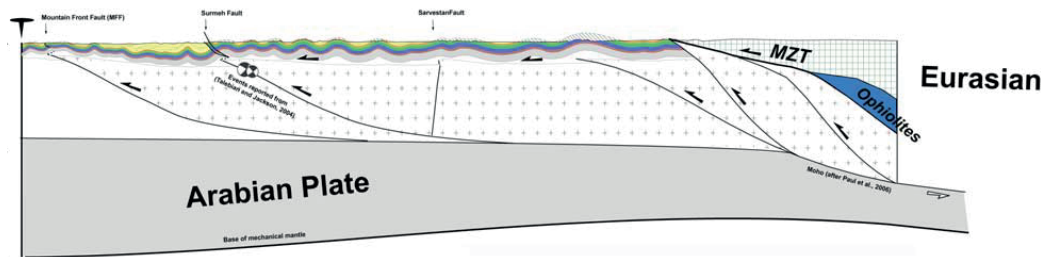 Mountain Front Fault (MFF)
Surmeh Fault
SarvestanFault
MZT
Eurasian
Ophiolites
Events reported from
(Talebian and Jackson, 2004)
Arabian Plate
Moho (after Paul et al., 2006)
Base of mechanical mantle